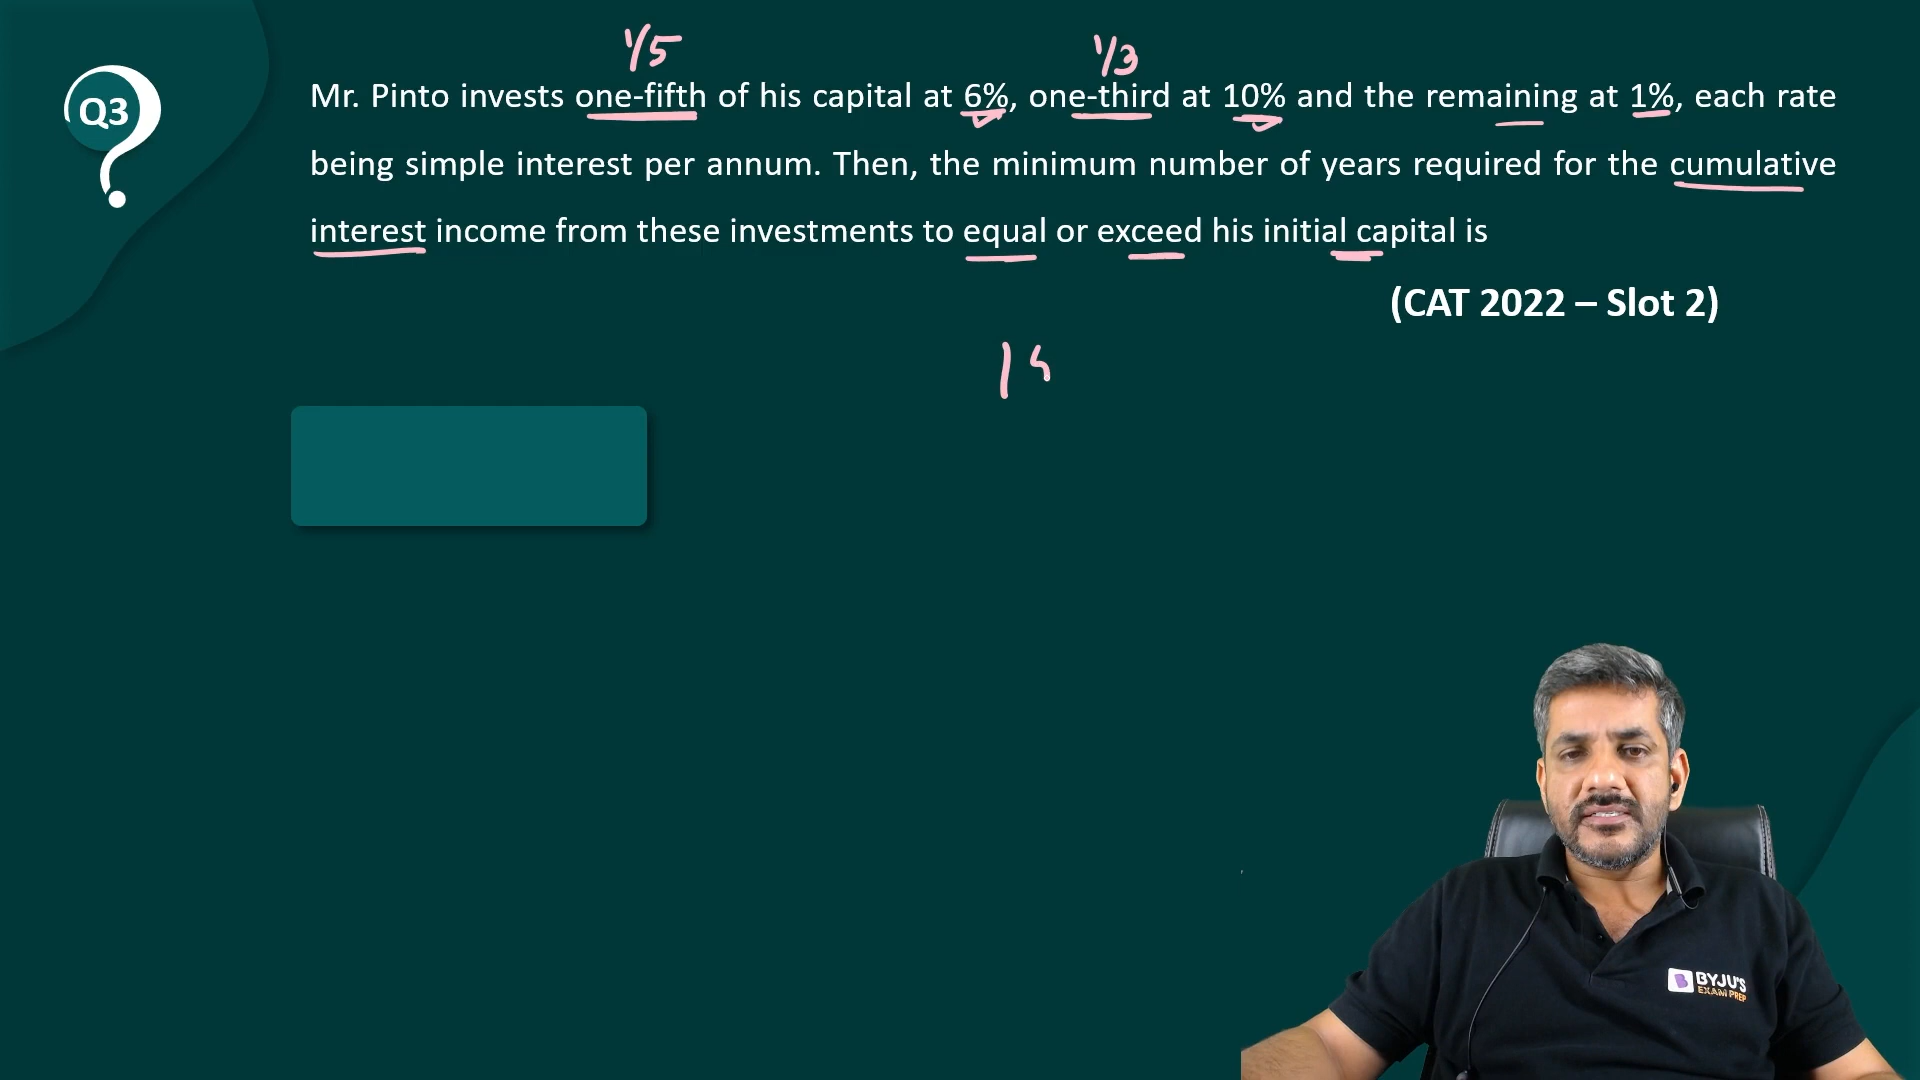 1/5
1/3
Q3
Mr. Pinto invests one-fifth of his capital at 6%, one-third at 10% and the remaining at 1%, each rate
being simple interest per annum. Then, the minimum number of years required for the cumulative
interest income from these investments to equal or exceed his initial capital is
(CAT 2022 – Slot 2)
BYJU'S
EXAM PREP